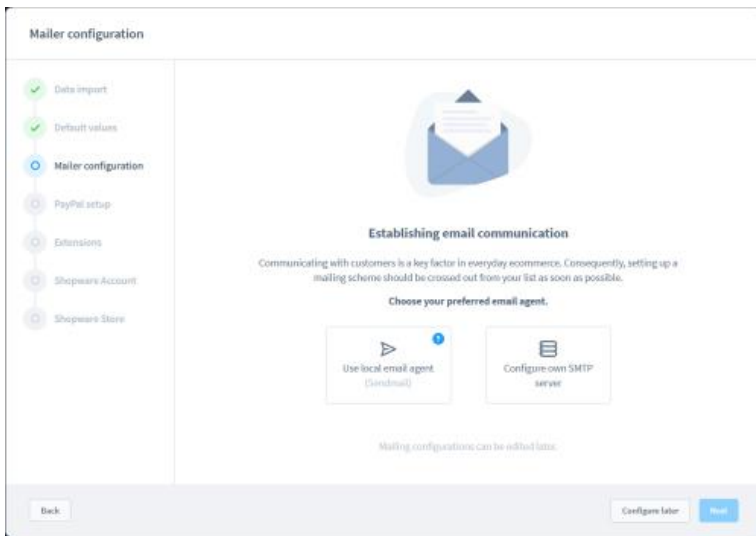 Mailer configuration
Data import
Default values
Mailer configuration
PayPal setup
Extensions
Shopware Account
Shopware Store
Establishing email communication
Communicating with customers is a key factor in everyday ecommerce. Consequently, setting up a
mailing scheme should be crossed out from your list as soon as possible.
Choose your preferred email agent.
Use local email agent
(Sendmail)
Configure own SMTP
server
Mailing configurations can be edited later.
Back
Configure later
Next